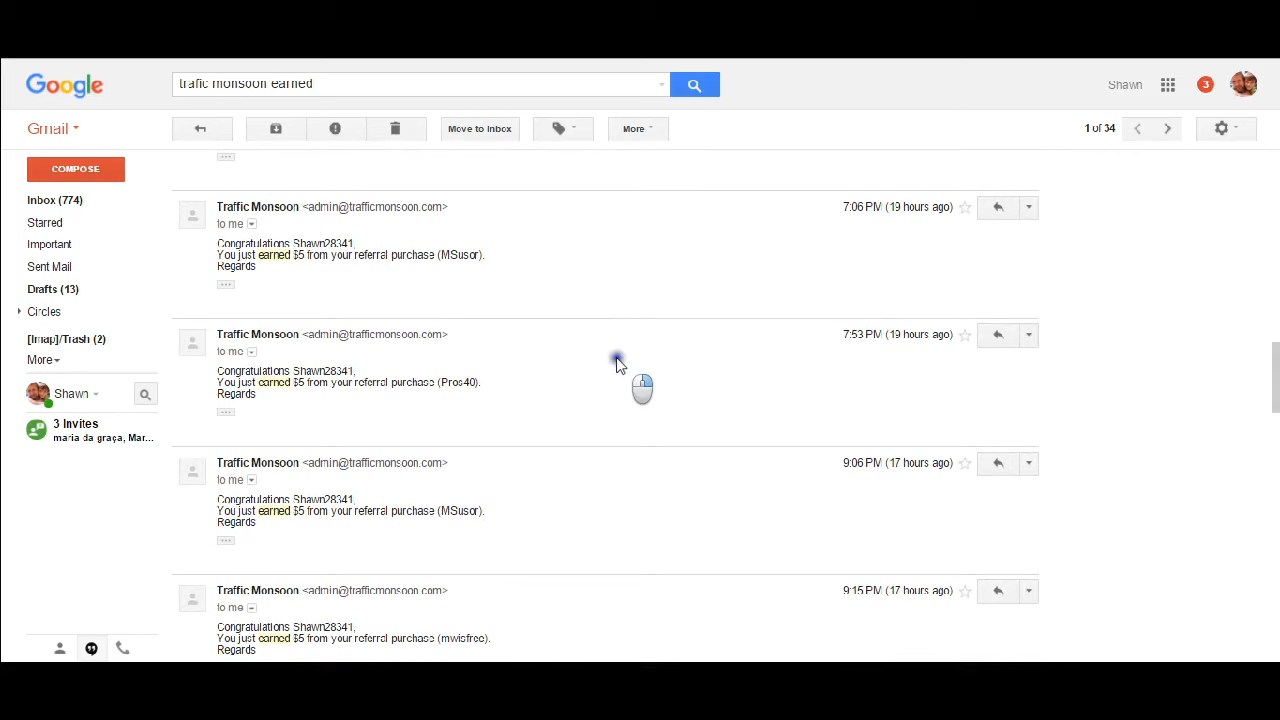 Google
trafic monsoon earned
Shawn
3
Gmail
Move to Inbox
More
1 of 34
COMPOSE
Inbox (774)
Starred
Important
Sent Mail
Drafts (13)
Circles
[Imap]/Trash (2)
More
Shawn
3 Invites
maria da graça, Mar...
Traffic Monsoon <admin@trafficmonsoon.com>
7:06 PM (19 hours ago)
to me
Congratulations Shawn28341,
You just earned $5 from your referral purchase (MSusor).
Regards
Traffic Monsoon <admin@trafficmonsoon.com>
7:53 PM (19 hours ago)
to me
Congratulations Shawn28341,
You just earned $5 from your referral purchase (Pros40).
Regards
Traffic Monsoon <admin@trafficmonsoon.com>
9:06 PM (17 hours ago)
to me
Congratulations Shawn28341,
You just earned $5 from your referral purchase (MSusor).
Regards
Traffic Monsoon <admin@trafficmonsoon.com>
9:15 PM (17 hours ago)
to me
Congratulations Shawn28341,
You just earned $5 from your referral purchase (mwisfree).
Regards